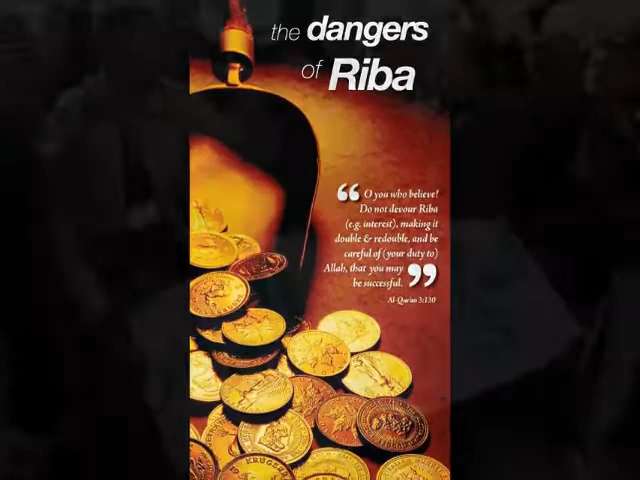 the dangers
of Riba
“ O you who believe!
Do not devour Riba
(e.g. interest), making it
double & redouble, and be
careful of (your duty to)
Allah, that you may
be successful. ”
Al-Qur'an 3:130
KRUGER